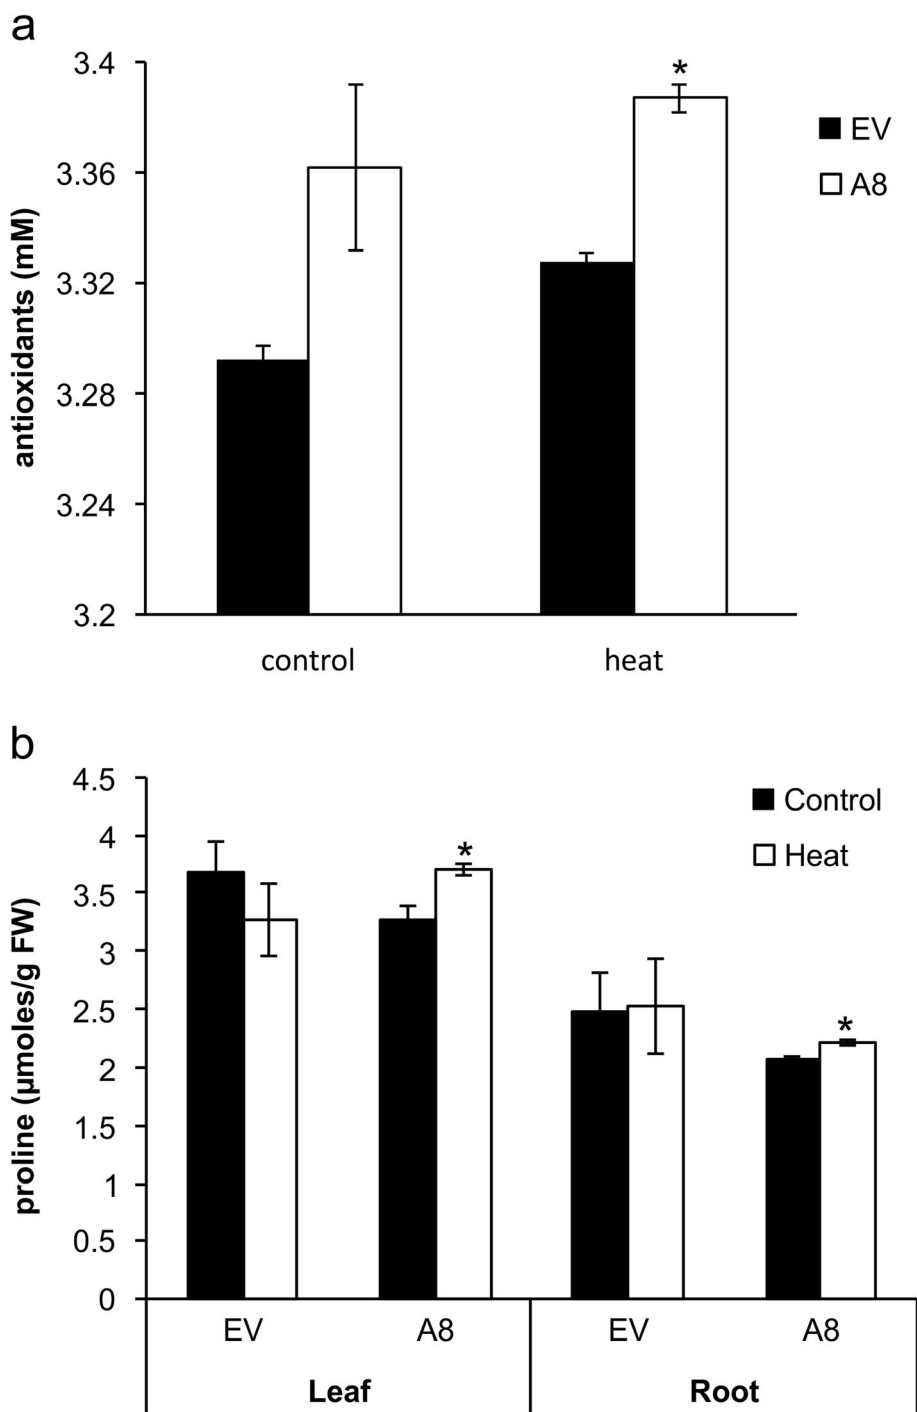 a
antioxidants (mM)
3.4
3.36
3.32
3.28
3.24
3.2
*
EV
A8
control heat
b
proline (µmoles/g FW)
4.5
4
3.5
3
2.5
2
1.5
1
0.5
0
*
*
Control
Heat
EV A8 EV A8
Leaf Root